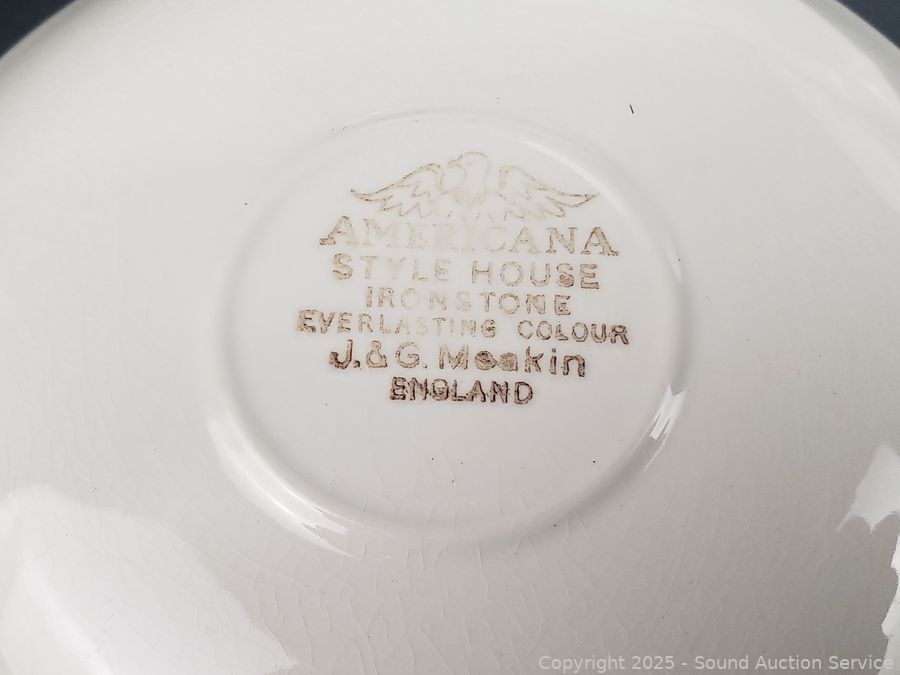 AMERICANA
STYLE HOUSE
IRONSTONE
EVERLASTING COLOUR
J.&G. Meakin
ENGLAND
Copyright 2025 - Sound Auction Service